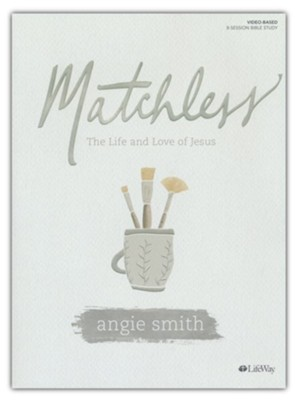 VIDEO-BASED
8 SESSION BIBLE STUDY
Matchless
The Life and Love of Jesus
angie smith
LifeWay